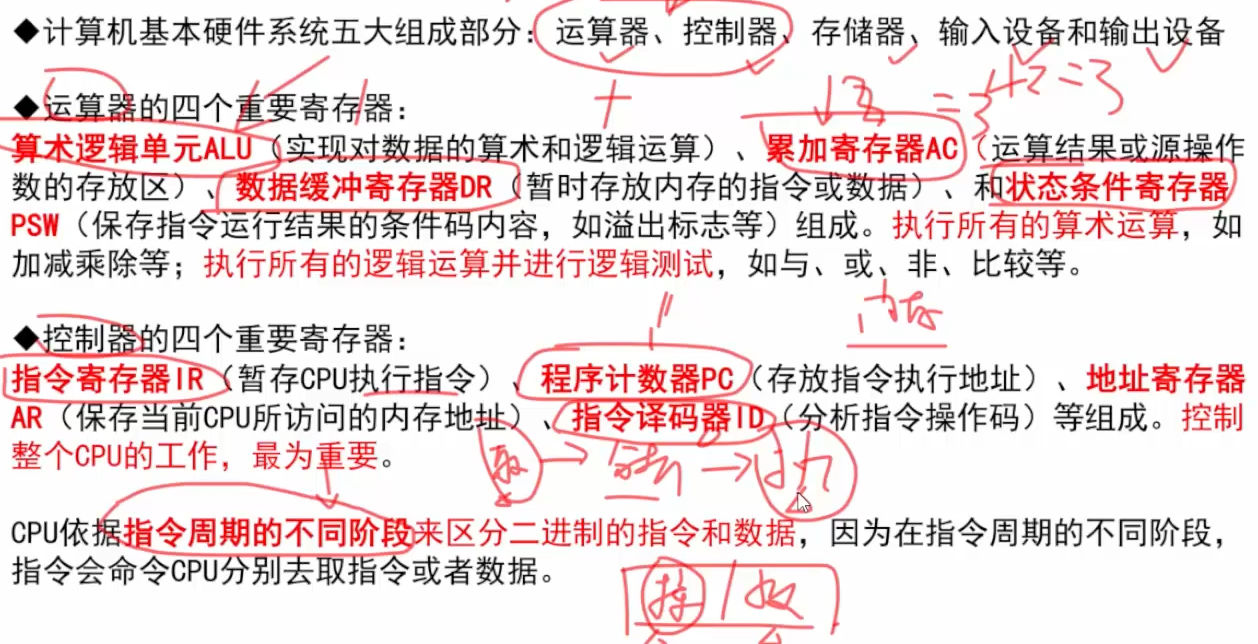 ◆计算机基本硬件系统五大组成部分：运算器、控制器、存储器、输入设备和输出设备
1+2=3
=3
◆运算器的四个重要寄存器：
算术逻辑单元ALU（实现对数据的算术和逻辑运算）、累加寄存器AC（运算结果或源操作
数的存放区）、数据缓冲寄存器DR（暂时存放内存的指令或数据）、和状态条件寄存器
PSW（保存指令运行结果的条件码内容，如溢出标志等）组成。执行所有的算术运算，如
加减乘除等；执行所有的逻辑运算并进行逻辑测试，如与、或、非、比较等。
内存
◆控制器的四个重要寄存器：
指令寄存器IR（暂存CPU执行指令）、程序计数器PC（存放指令执行地址）、地址寄存器
AR（保存当前CPU所访问的内存地址）、指令译码器ID（分析指令操作码）等组成。控制
整个CPU的工作，最为重要。
分析
CPU依据指令周期的不同阶段来区分二进制的指令和数据，因为在指令周期的不同阶段，
指令会命令CPU分别去取指令或者数据。